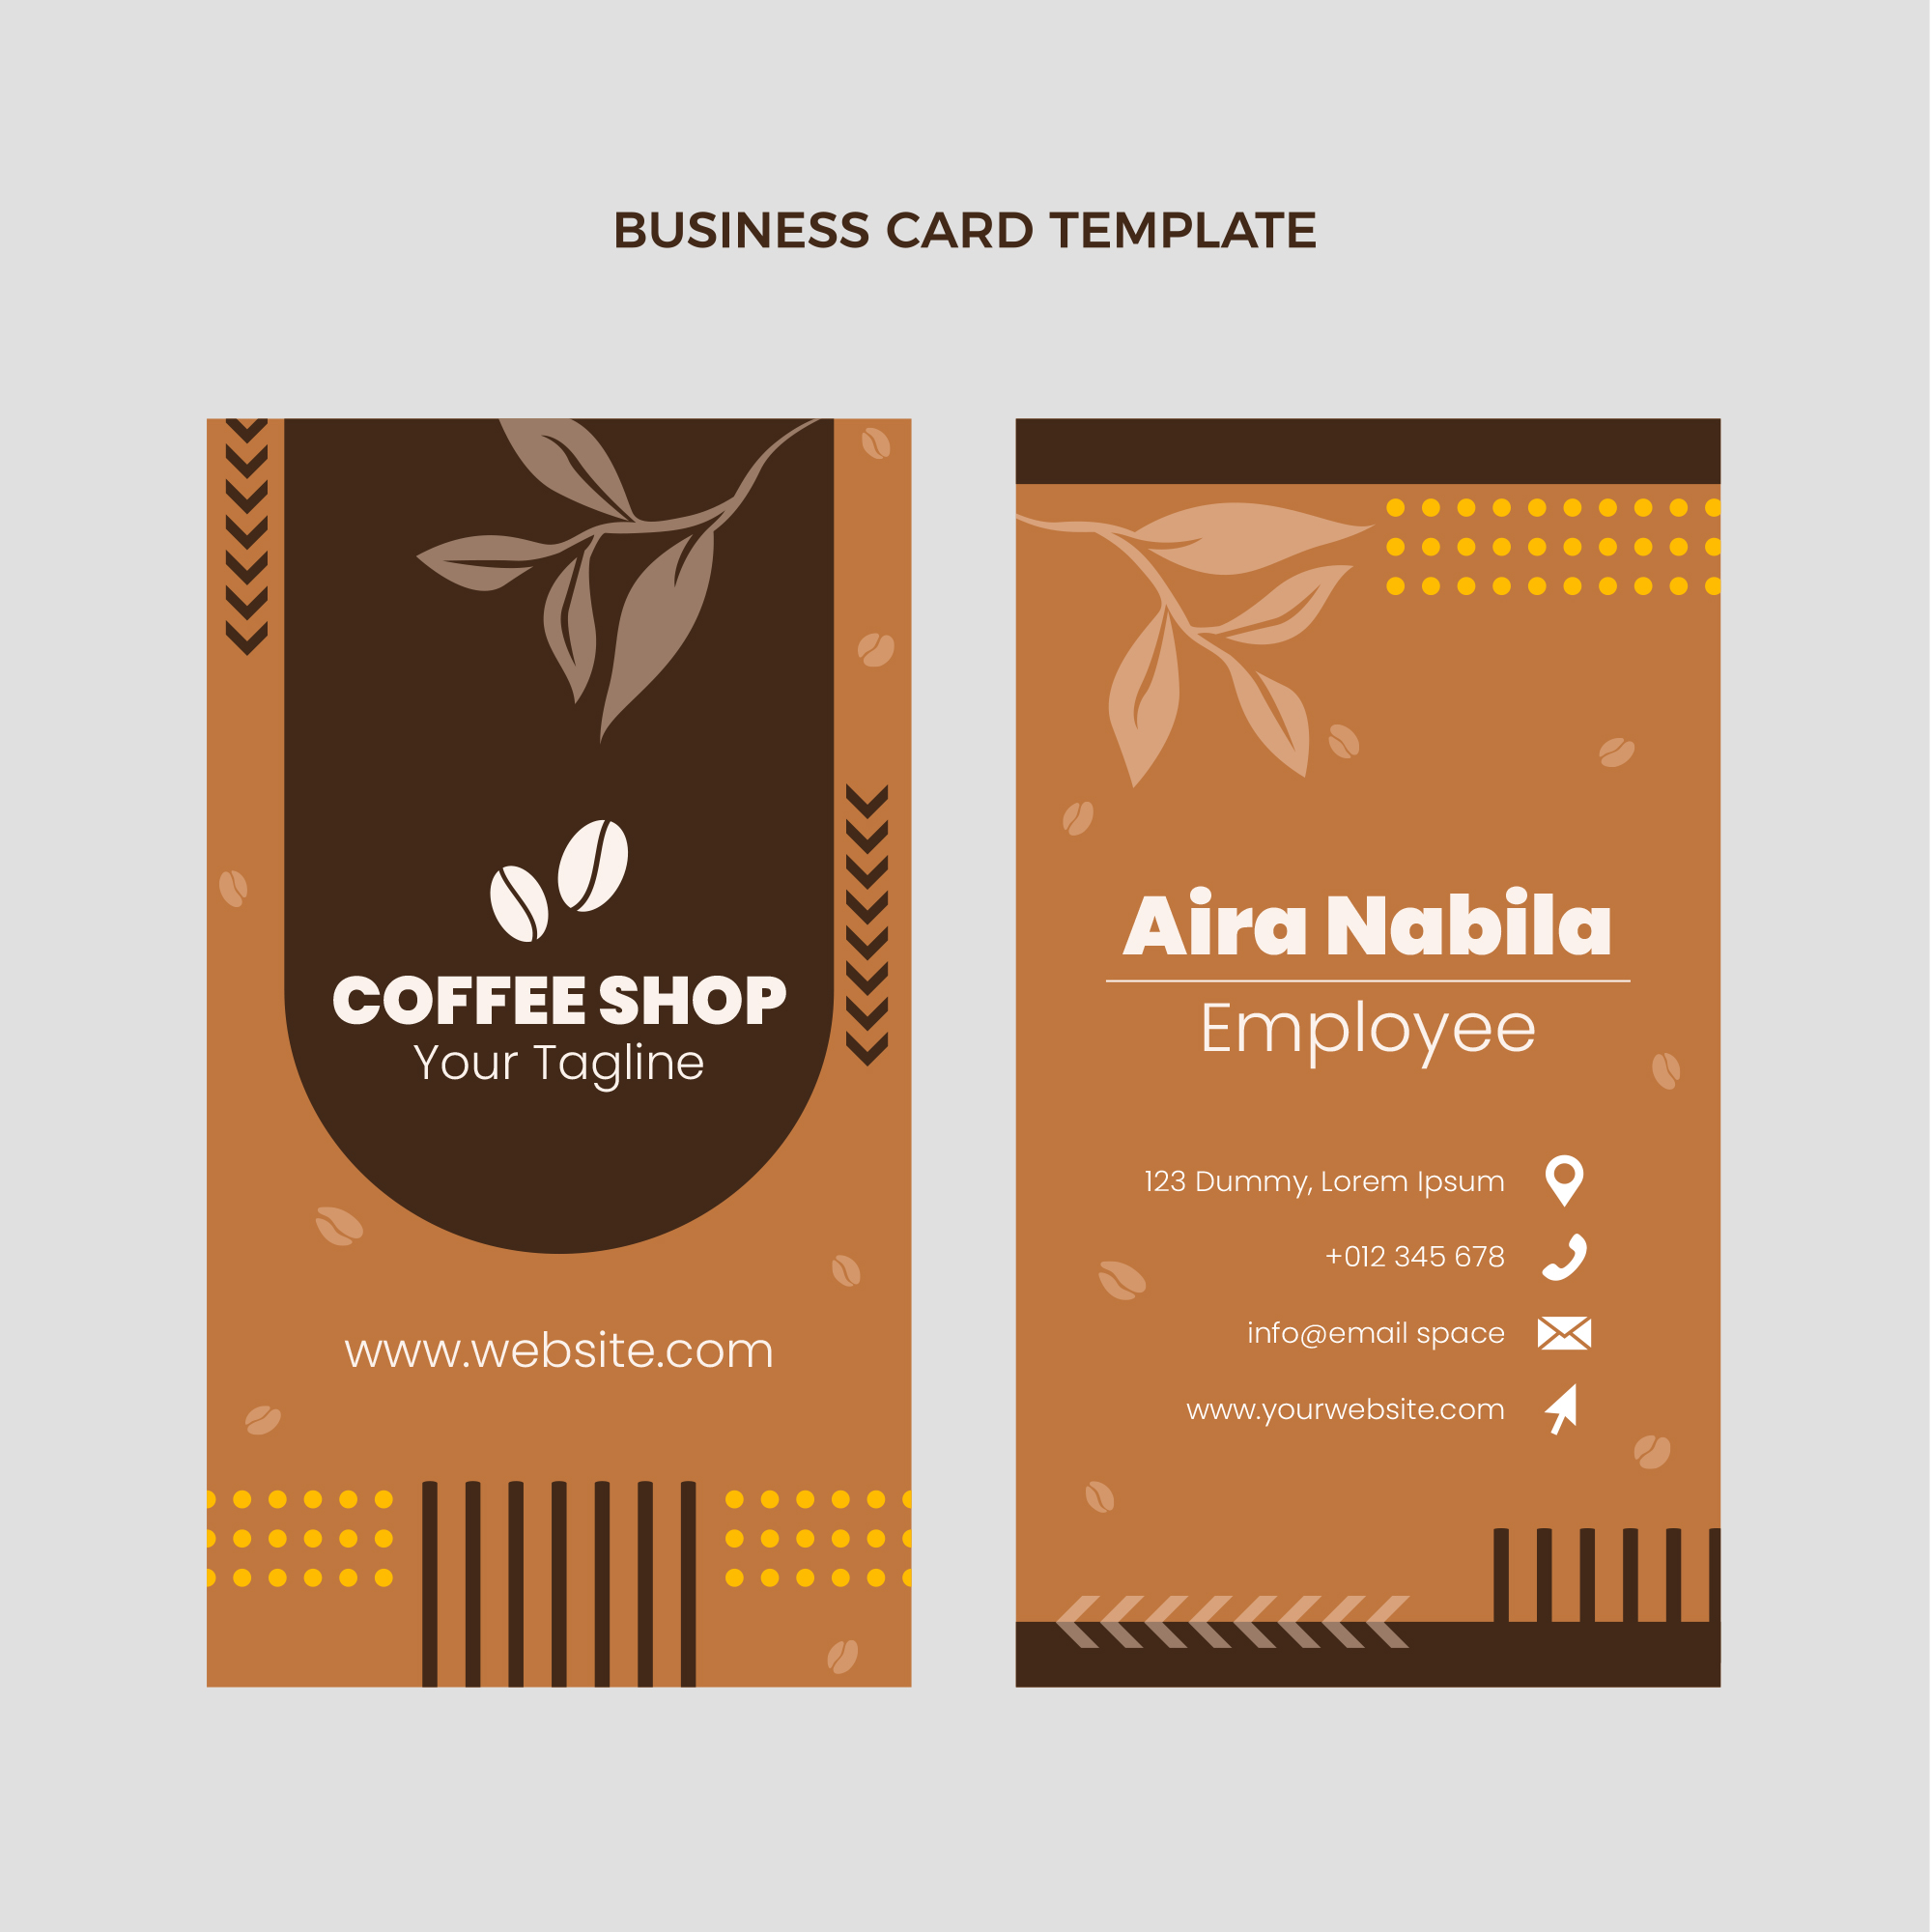 BUSINESS CARD TEMPLATE
COFFEE SHOP
Your Tagline
www.website.com
Aira Nabila
Employee
123 Dummy, Lorem Ipsum
+012 345 678
info@email space
www.yourwebsite.com